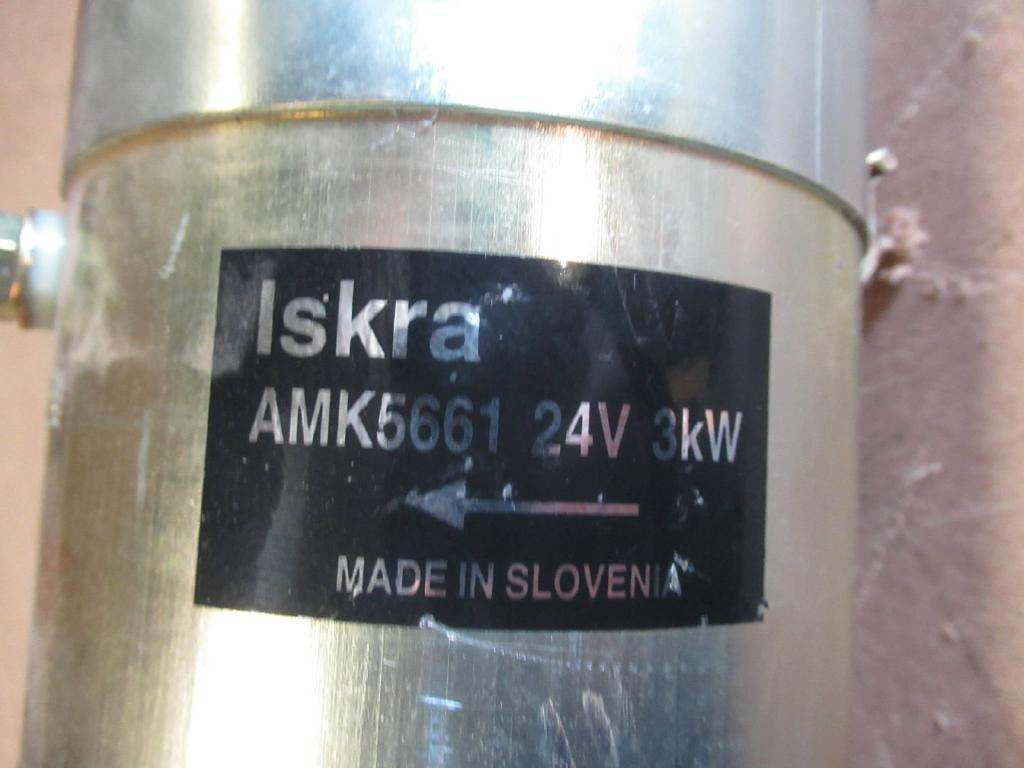 Iskra
AMK5661 24V 3kW
MADE IN SLOVENIA